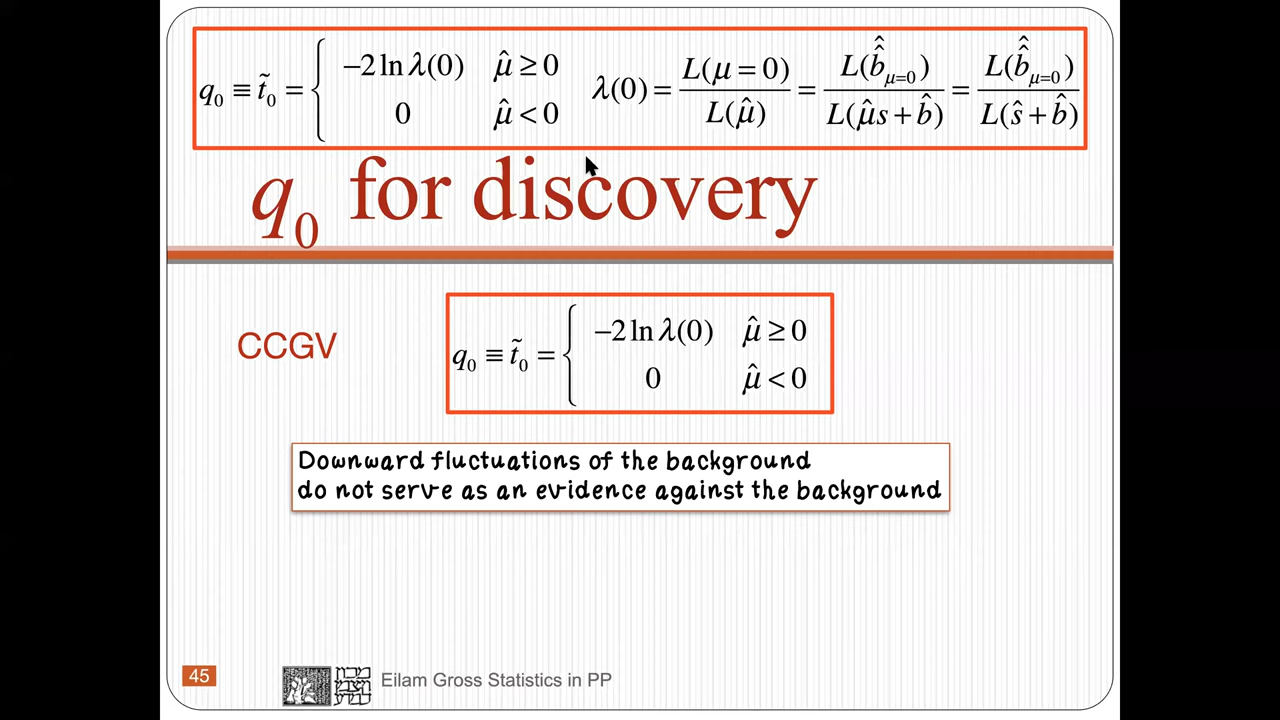 q₀ ≡ t̃₀ = { −2 ln λ(0)   μ̂ ≥ 0
0   μ̂ < 0
λ(0) = L(μ = 0) / L(μ̂) = L(b̂̂_{μ=0}) / L(μ̂s + b̂) = L(b̂̂_{μ=0}) / L(ŝ + b̂)
q₀ for discovery
CCGV
q₀ ≡ t̃₀ = { −2 ln λ(0)   μ̂ ≥ 0
0   μ̂ < 0
Downward fluctuations of the background
do not serve as an evidence against the background
45
Eilam Gross Statistics in PP